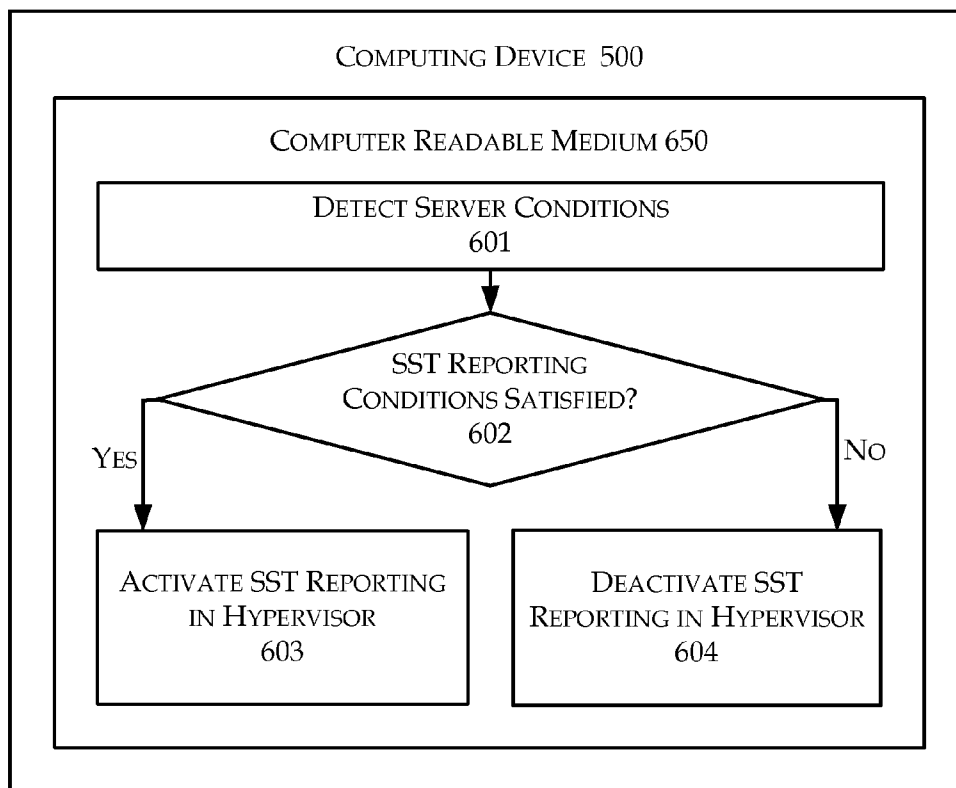 COMPUTING DEVICE 500
COMPUTER READABLE MEDIUM 650
DETECT SERVER CONDITIONS
601
SST REPORTING
CONDITIONS SATISFIED?
602
YES
NO
ACTIVATE SST REPORTING
IN HYPERVISOR
603
DEACTIVATE SST
REPORTING IN HYPERVISOR
604